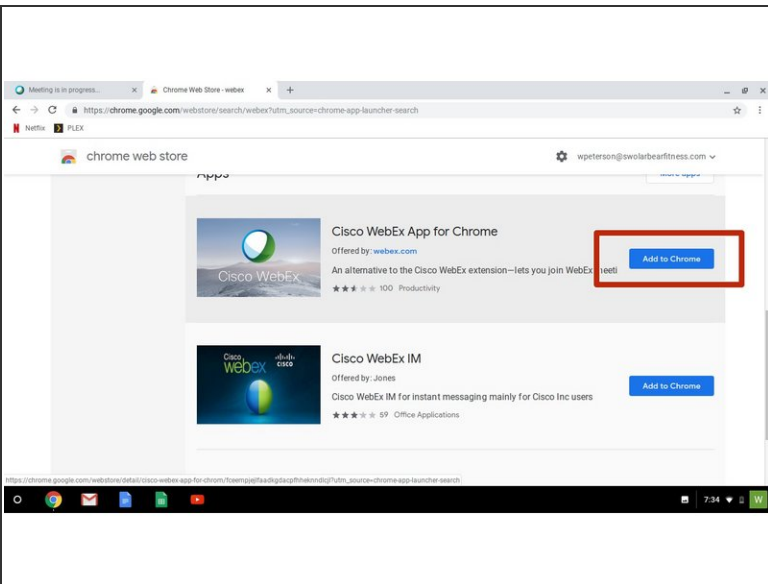 Meeting is in progress...
Chrome Web Store - webex
https://chrome.google.com/webstore/search/webex?utm_source=chrome-app-launcher-search
Netflix
PLEX
chrome web store
wpeterson@swolarbearfitness.com
Apps
More apps
Cisco WebEx
Cisco WebEx App for Chrome
Offered by: webex.com
An alternative to the Cisco WebEx extension—lets you join WebEx meeti
100 Productivity
Add to Chrome
Cisco
webex
CISCO
Cisco WebEx IM
Offered by: Jones
Cisco WebEx IM for instant messaging mainly for Cisco Inc users
59 Office Applications
Add to Chrome
7:34
W